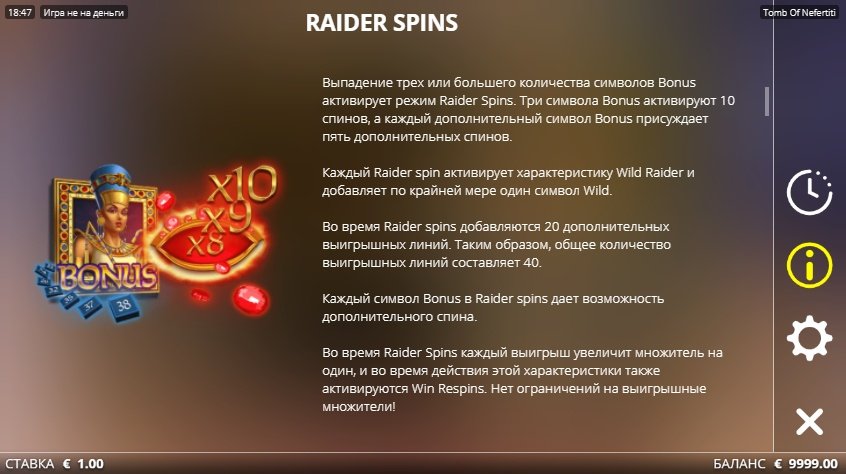 18:47 Игра не на деньги
Tomb Of Nefertiti
RAIDER SPINS
Выпадение трех или большего количества символов Bonus
активирует режим Raider Spins. Три символа Bonus активируют 10
спинов, а каждый дополнительный символ Bonus присуждает
пять дополнительных спинов.
Каждый Raider spin активирует характеристику Wild Raider и
добавляет по крайней мере один символ Wild.
Во время Raider spins добавляются 20 дополнительных
выигрышных линий. Таким образом, общее количество
выигрышных линий составляет 40.
Каждый символ Bonus в Raider spins дает возможность
дополнительного спина.
Во время Raider Spins каждый выигрыш увеличит множитель на
один, и во время действия этой характеристики также
активируются Win Respins. Нет ограничений на выигрышные
множители!
x10
x9
x8
BONUS
35 37 38
СТАВКА € 1.00
БАЛАНС € 9999.00